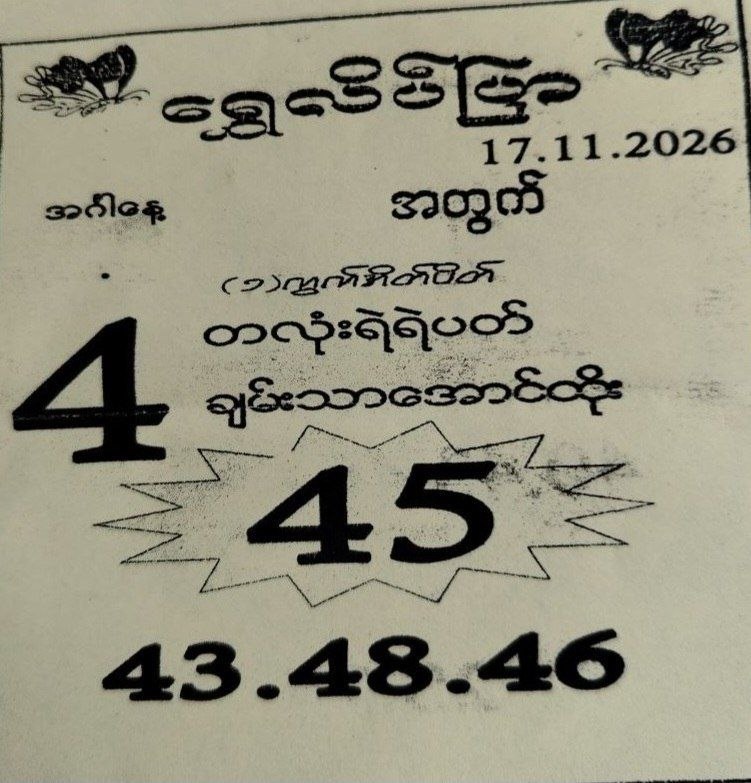 ရွှေလိပ်ပြာ
17.11.2026
အင်္ဂါနေ့ အတွက်
တလုံးရဲရဲပတ်
4
ချမ်းသာအောင်ထိုး
45
43.48.46